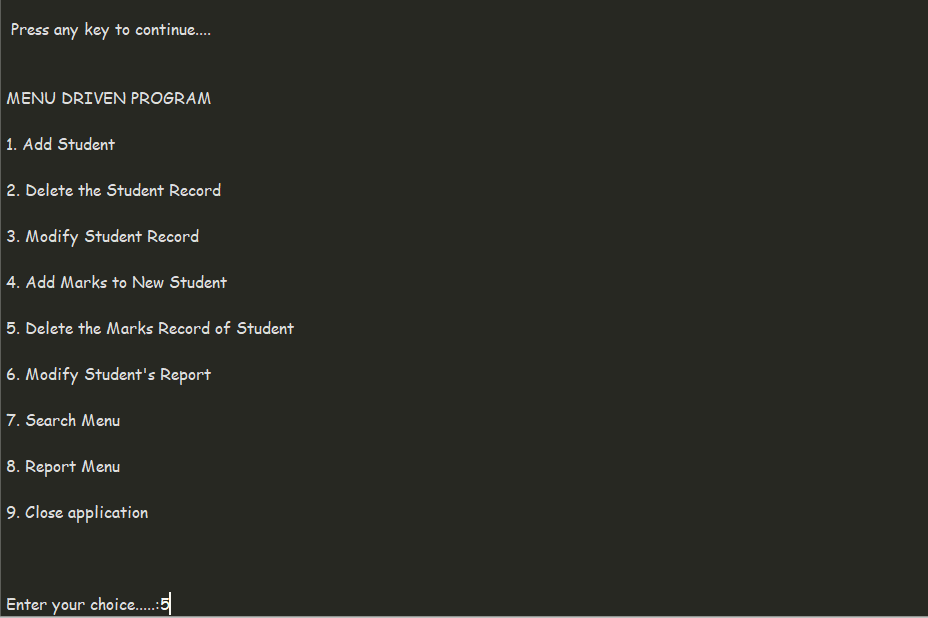 Press any key to continue....
MENU DRIVEN PROGRAM
1. Add Student
2. Delete the Student Record
3. Modify Student Record
4. Add Marks to New Student
5. Delete the Marks Record of Student
6. Modify Student's Report
7. Search Menu
8. Report Menu
9. Close application
Enter your choice.....:5